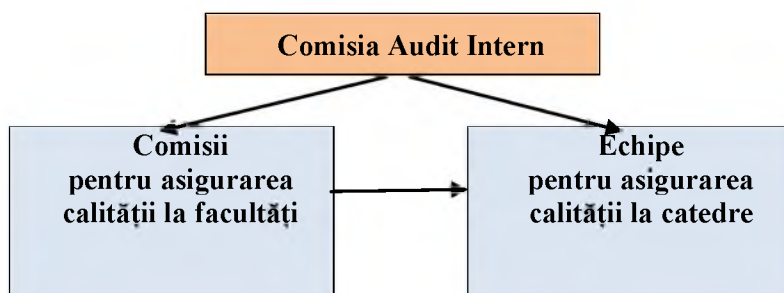 Comisia Audit Intern
Comisii
pentru asigurarea
calității la facultăți
Echipe
pentru asigurarea
calității la catedre